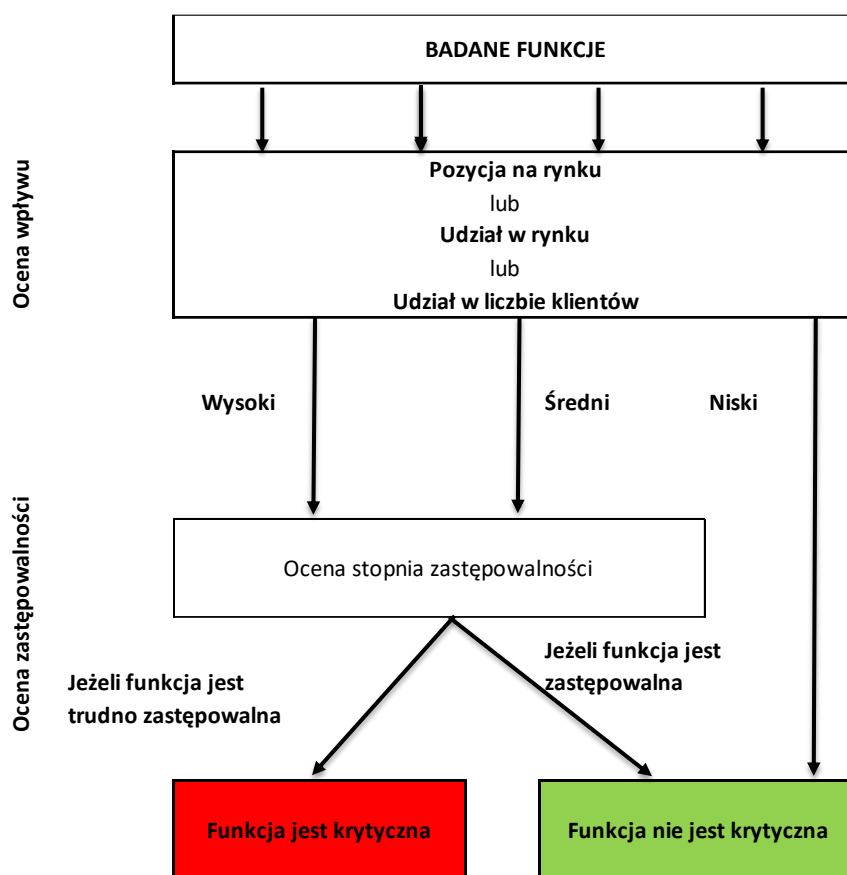 BADANE FUNKCJE
Ocena wpływu
Pozycja na rynku
lub
Udział w rynku
lub
Udział w liczbie klientów
Wysoki
Średni
Niski
Ocena zastępowalności
Ocena stopnia zastępowalności
Jeżeli funkcja jest
trudno zastępowalna
Jeżeli funkcja jest
zastępowalna
Funkcja jest krytyczna
Funkcja nie jest krytyczna